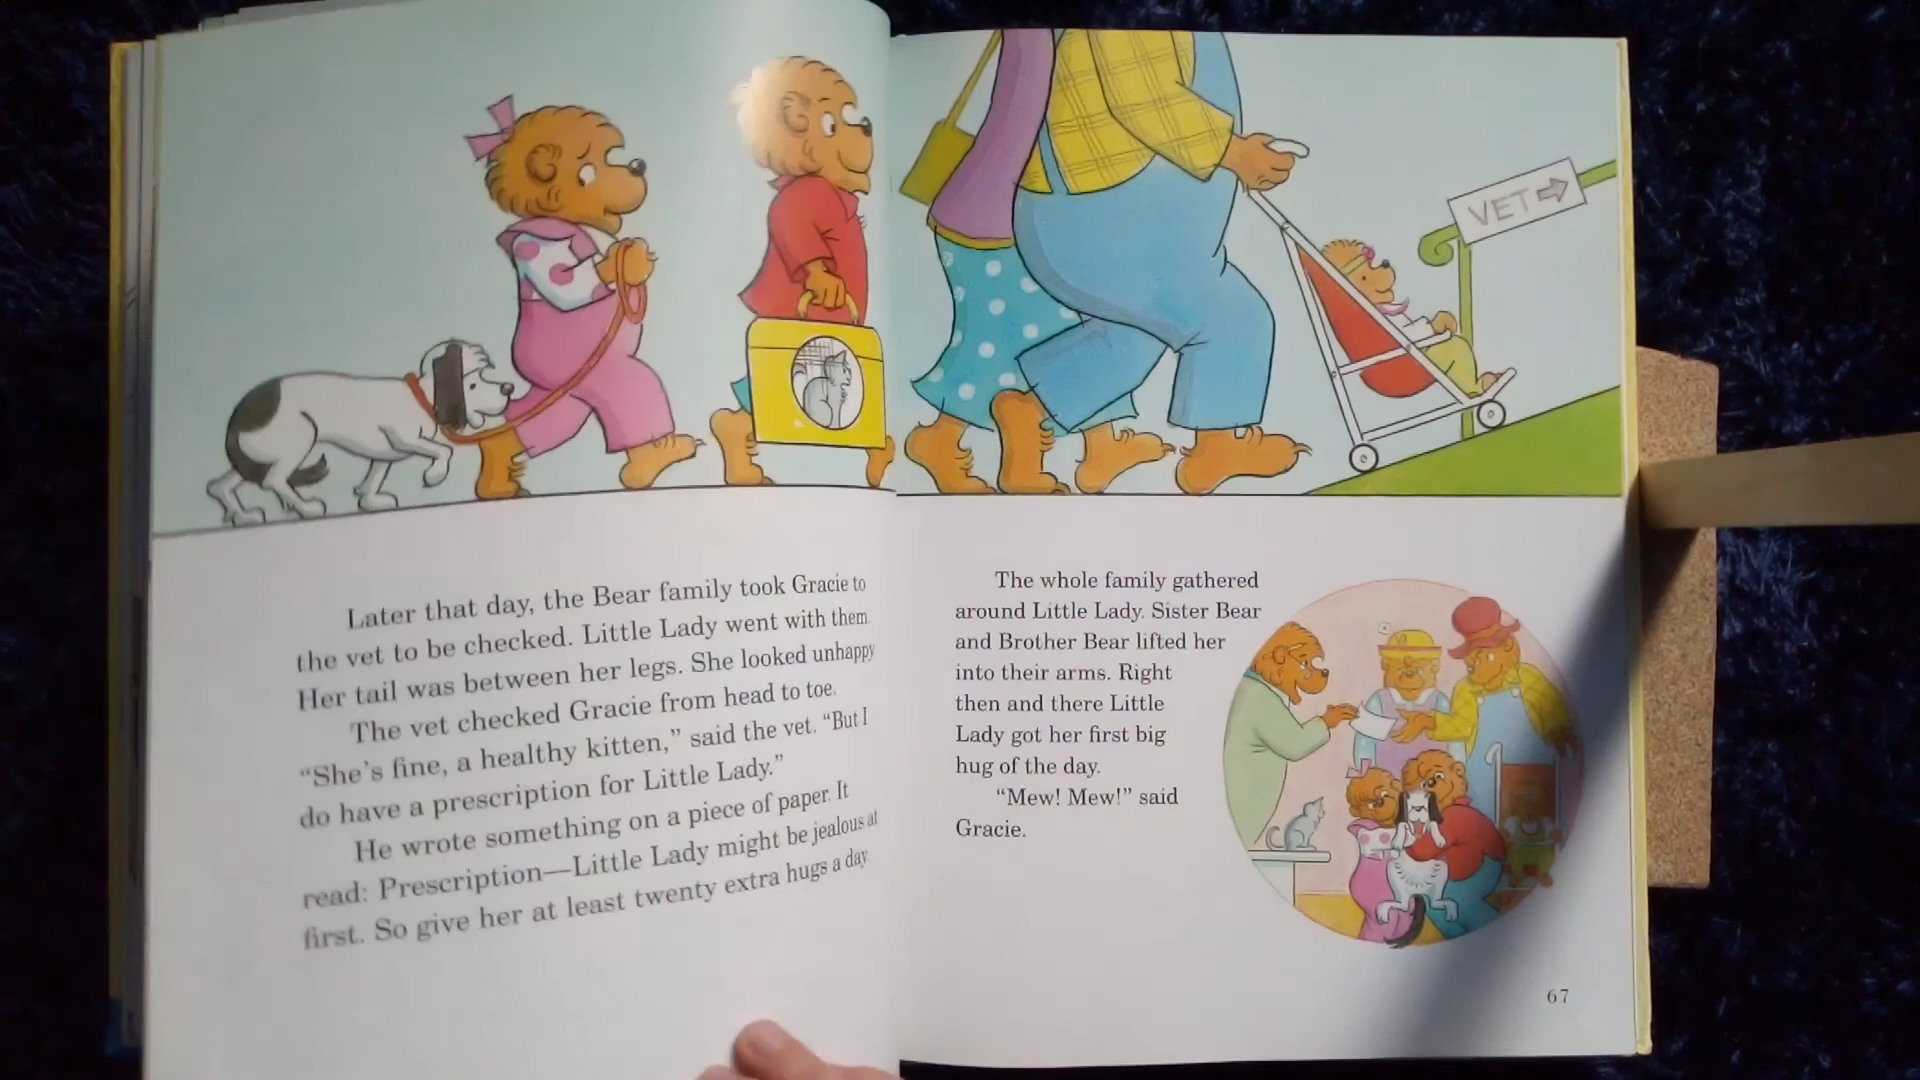 VET
Later that day, the Bear family took Gracie to
the vet to be checked. Little Lady went with them.
Her tail was between her legs. She looked unhappy
The vet checked Gracie from head to toe.
“She’s fine, a healthy kitten,” said the vet. “But I
do have a prescription for Little Lady.”
He wrote something on a piece of paper. It
read: Prescription—Little Lady might be jealous at
first. So give her at least twenty extra hugs a day
The whole family gathered
around Little Lady. Sister Bear
and Brother Bear lifted her
into their arms. Right
then and there Little
Lady got her first big
hug of the day.
“Mew! Mew!” said
Gracie.
67